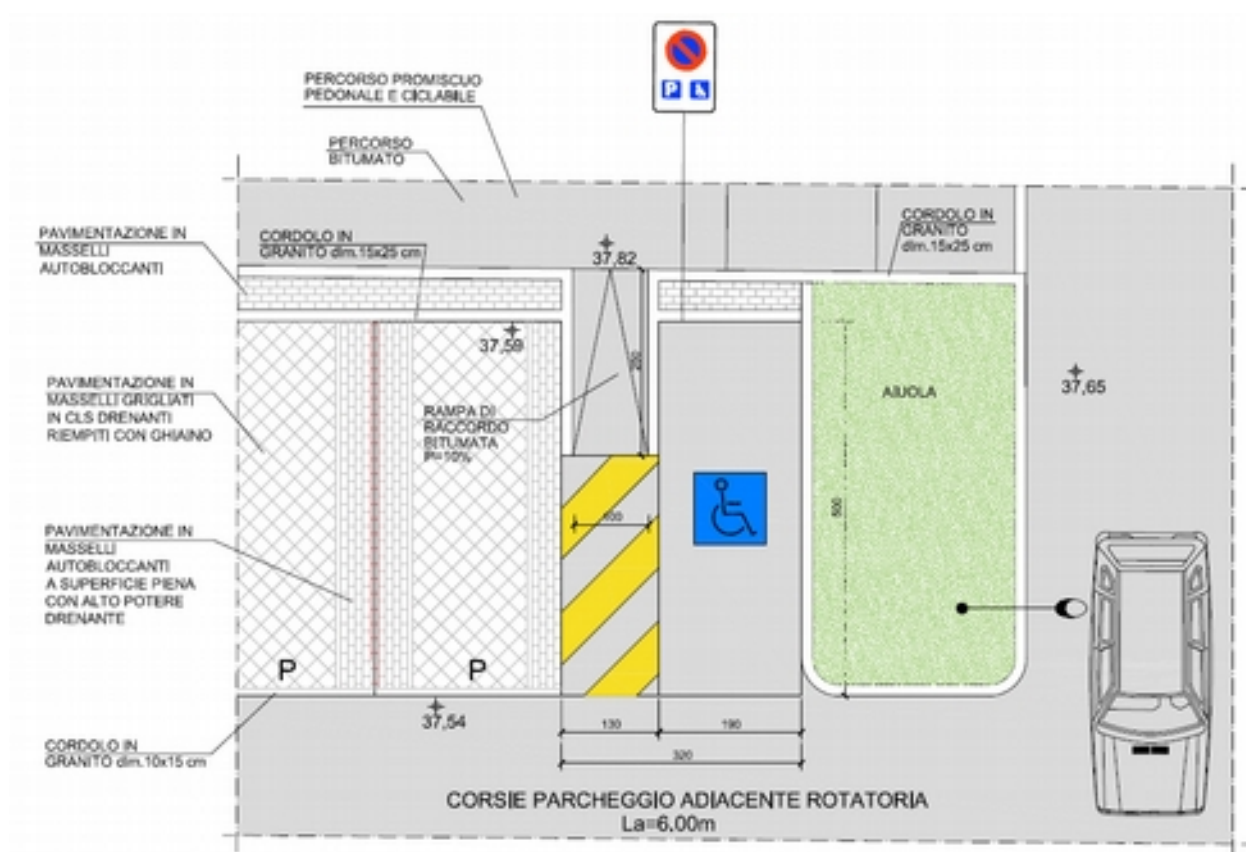 PERCORSO PROMISCUO
PEDONALE E CICLABILE
P
PERCORSO
BITUMATO
CORDOLO IN
GRANITO dim.15x25 cm
PAVIMENTAZIONE IN
MASSELLI
AUTOBLOCCANTI
CORDOLO IN
GRANITO dim.15x25 cm
37,82
37,59
37,65
PAVIMENTAZIONE IN
MASSELLI GRIGLIATI
IN CLS DRENANTI
RIEMPITI CON GHIAINO
AIUOLA
RAMPA DI
RACCORDO
BITUMATA
Pi=10%
250
500
100
PAVIMENTAZIONE IN
MASSELLI
AUTOBLOCCANTI
A SUPERFICIE PIENA
CON ALTO POTERE
DRENANTE
P
P
37,54
130
190
320
CORDOLO IN
GRANITO dim.10x15 cm
CORSIE PARCHEGGIO ADIACENTE ROTATORIA
La=6.00m